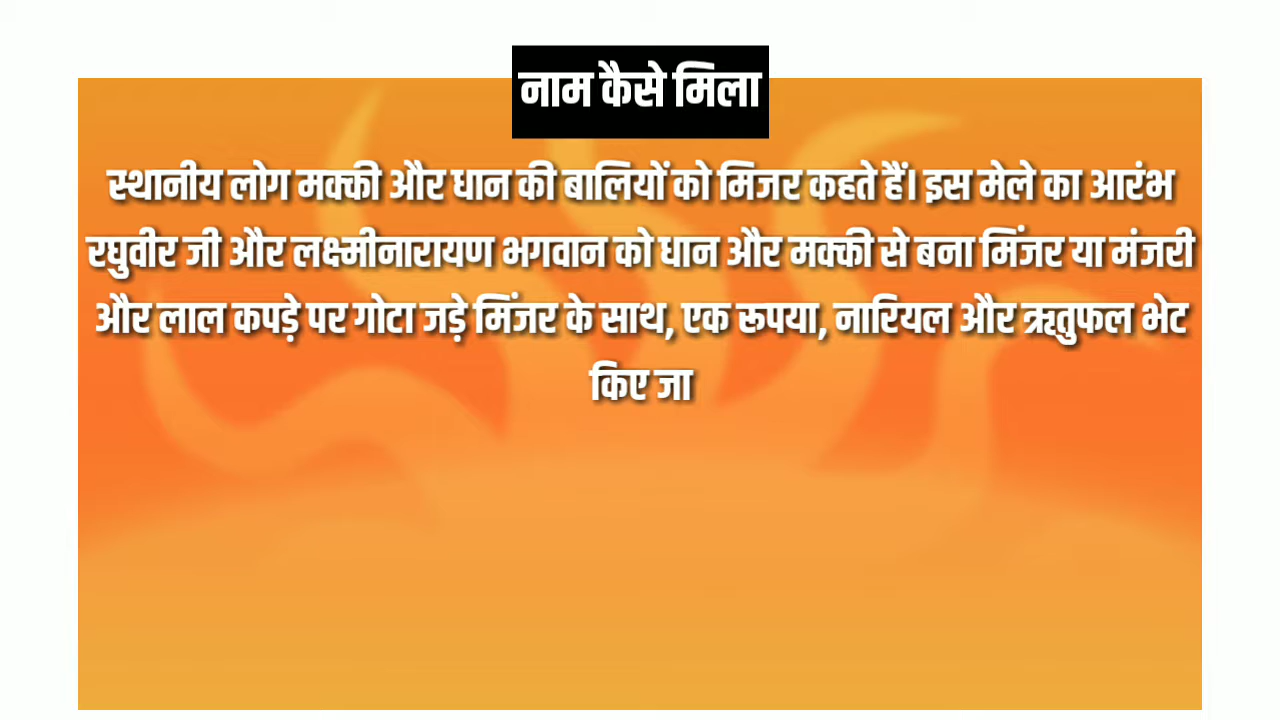 नाम कैसे मिला
स्थानीय लोग मक्की और धान की बालियों को मिजर कहते हैं। इस मेले का आरंभ
रघुवीर जी और लक्ष्मीनारायण भगवान को धान और मक्की से बना मिंजर या मंजरी
और लाल कपड़े पर गोटा जड़े मिंजर के साथ, एक रूपया, नारियल और ऋतुफल भेट
किए जा